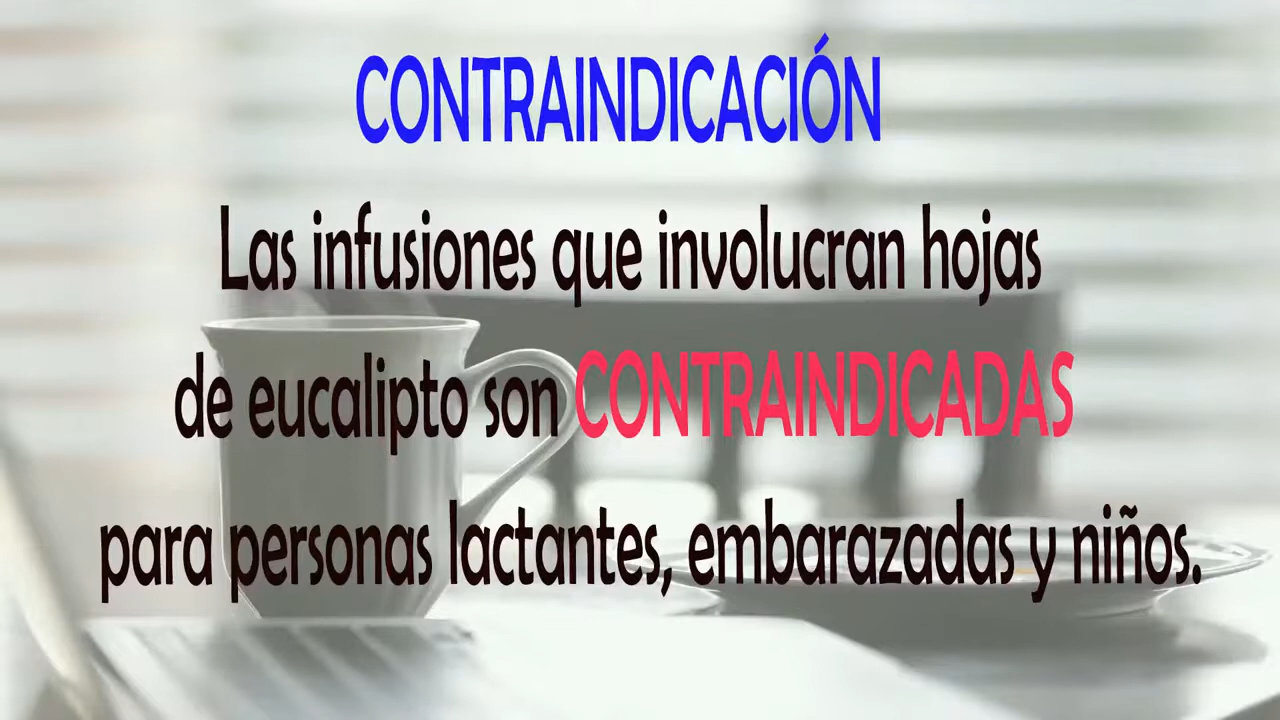 CONTRAINDICACIÓN
Las infusiones que involucran hojas
de eucalipto son CONTRAINDICADAS
para personas lactantes, embarazadas y niños.